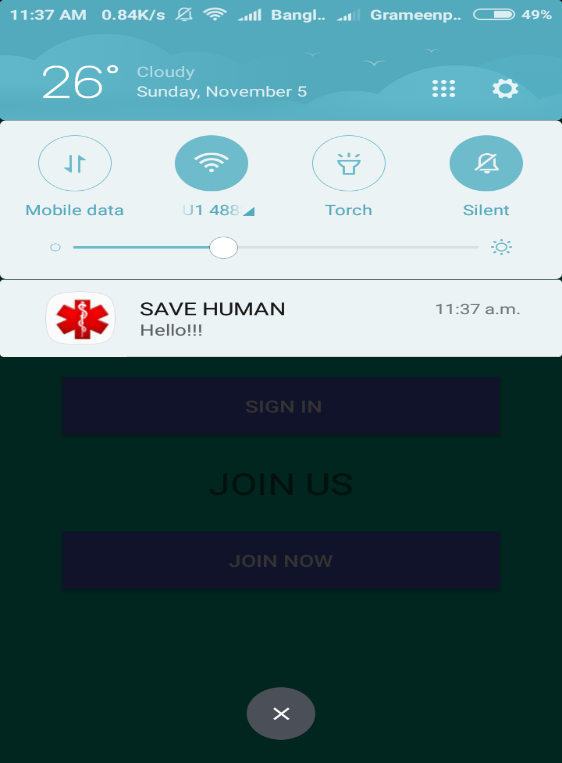 11:37 AM 0.84K/s Bangl.. Grameenp.. 49%
26° Cloudy
Sunday, November 5
Mobile data U1 488 Torch Silent
SAVE HUMAN 11:37 a.m.
Hello!!!
SIGN IN
JOIN US
JOIN NOW